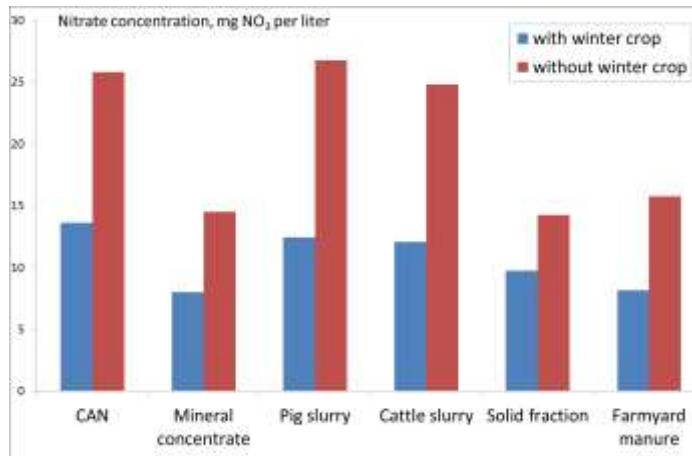 30
Nitrate concentration, mg NO₃ per liter
with winter crop
without winter crop
25
20
15
10
5
0
CAN
Mineral
concentrate
Pig slurry
Cattle slurry
Solid fraction
Farmyard
manure